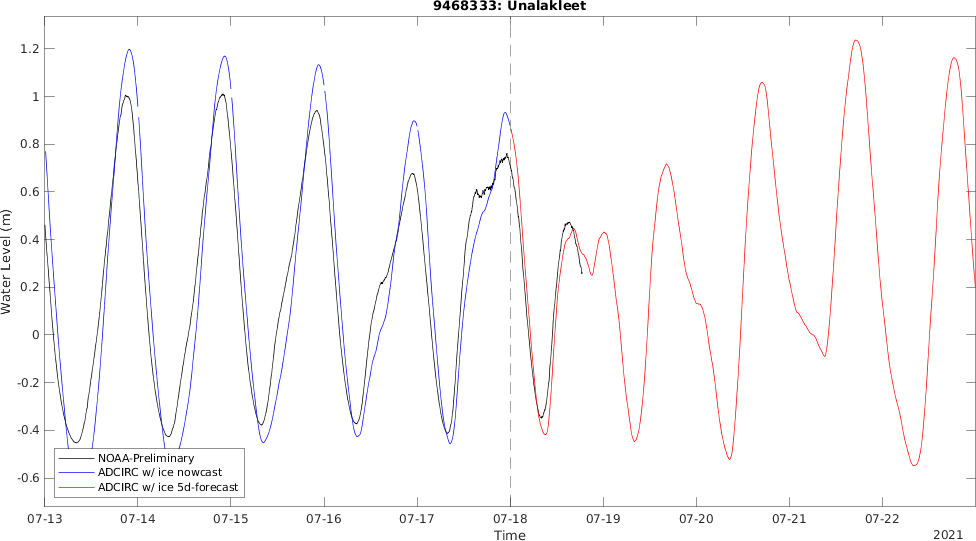 9468333: Unalakleet
1.2
1
0.8
0.6
0.4
0.2
0
-0.2
-0.4
-0.6
Water Level (m)
NOAA-Preliminary
ADCIRC w/ ice nowcast
ADCIRC w/ ice 5d-forecast
07-13 07-14 07-15 07-16 07-17 07-18 07-19 07-20 07-21 07-22
Time
2021